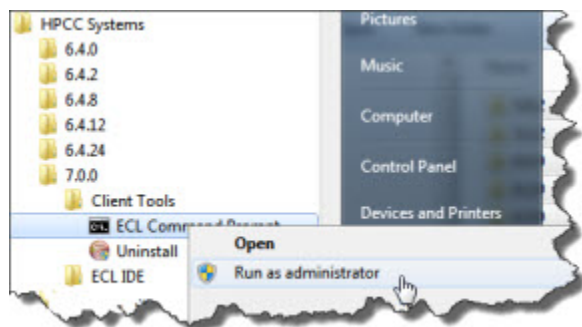 HPCC Systems
6.4.0
6.4.2
6.4.8
6.4.12
6.4.24
7.0.0
Client Tools
ECL Command Prompt
Uninstall
ECL IDE
Pictures
Music
Computer
Control Panel
Devices and Printers
Open
Run as administrator